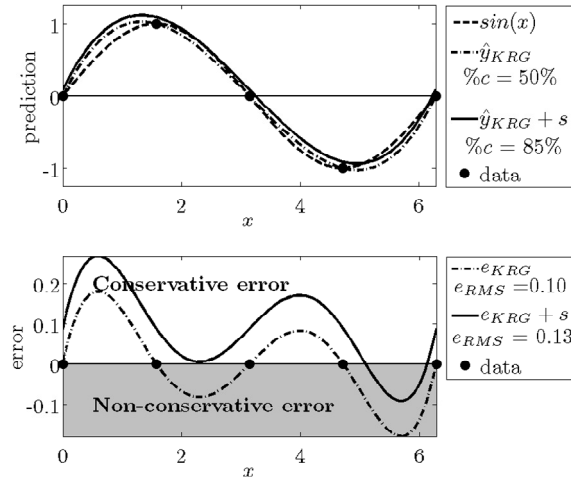 1
0
-1
prediction
0
2
4
6
x
sin(x)
ŷ_KRG
%c = 50%
ŷ_KRG + s
%c = 85%
data
0.2
0.1
0
-0.1
error
Conservative error
Non-conservative error
0
2
4
6
x
e_KRG
e_RMS =0.10
e_KRG + s
e_RMS = 0.13
data